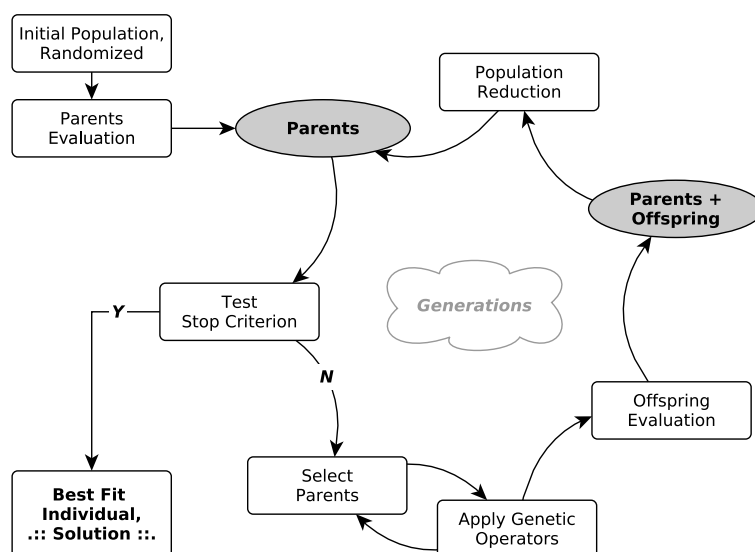 Initial Population,
Randomized
Parents
Evaluation
Parents
Population
Reduction
Parents +
Offspring
Generations
Test
Stop Criterion
Y
N
Offspring
Evaluation
Select
Parents
Apply Genetic
Operators
Best Fit
Individual,
.:: Solution ::.